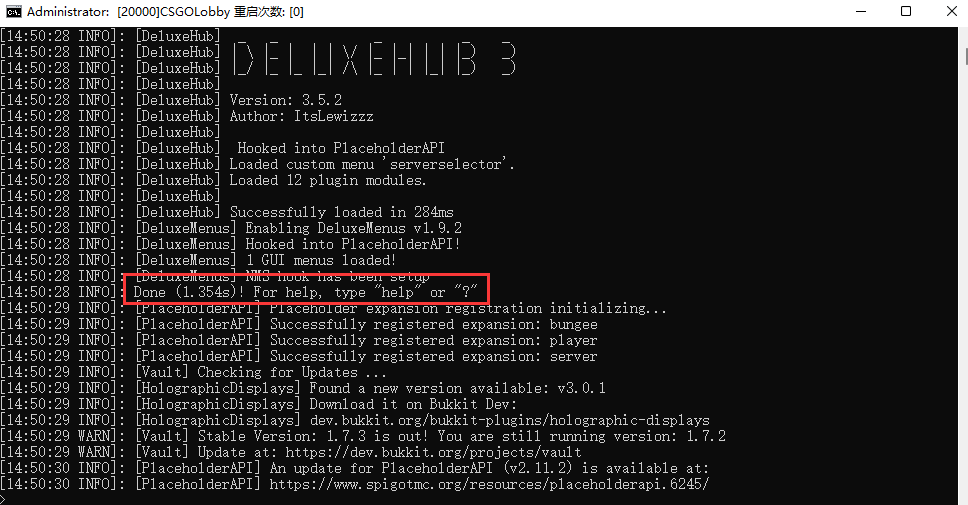 Administrator:  [20000]CSGOLobby 重启次数: [0]
[14:50:28 INFO]: [DeluxeHub]
[14:50:28 INFO]: [DeluxeHub]
[14:50:28 INFO]: [DeluxeHub] DELUXEHUB 3
[14:50:28 INFO]: [DeluxeHub]
[14:50:28 INFO]: [DeluxeHub] Version: 3.5.2
[14:50:28 INFO]: [DeluxeHub] Author: ItsLewizzz
[14:50:28 INFO]: [DeluxeHub]
[14:50:28 INFO]: [DeluxeHub]  Hooked into PlaceholderAPI
[14:50:28 INFO]: [DeluxeHub] Loaded custom menu 'serverselector'.
[14:50:28 INFO]: [DeluxeHub] Loaded 12 plugin modules.
[14:50:28 INFO]: [DeluxeHub]
[14:50:28 INFO]: [DeluxeHub] Successfully loaded in 284ms
[14:50:28 INFO]: [DeluxeMenus] Enabling DeluxeMenus v1.9.2
[14:50:28 INFO]: [DeluxeMenus] Hooked into PlaceholderAPI!
[14:50:28 INFO]: [DeluxeMenus] 1 GUI menus loaded!
[14:50:28 INFO]: [DeluxeMenus] NMS hook has been setup
[14:50:28 INFO]: Done (1.354s)! For help, type "help" or "?"
[14:50:29 INFO]: [PlaceholderAPI] Placeholder expansion registration initializing...
[14:50:29 INFO]: [PlaceholderAPI] Successfully registered expansion: bungee
[14:50:29 INFO]: [PlaceholderAPI] Successfully registered expansion: player
[14:50:29 INFO]: [PlaceholderAPI] Successfully registered expansion: server
[14:50:29 INFO]: [Vault] Checking for Updates ...
[14:50:29 INFO]: [HolographicDisplays] Found a new version available: v3.0.1
[14:50:29 INFO]: [HolographicDisplays] Download it on Bukkit Dev:
[14:50:29 INFO]: [HolographicDisplays] dev.bukkit.org/bukkit-plugins/holographic-displays
[14:50:29 WARN]: [Vault] Stable Version: 1.7.3 is out! You are still running version: 1.7.2
[14:50:29 WARN]: [Vault] Update at: https://dev.bukkit.org/projects/vault
[14:50:30 INFO]: [PlaceholderAPI] An update for PlaceholderAPI (v2.11.2) is available at:
[14:50:30 INFO]: [PlaceholderAPI] https://www.spigotmc.org/resources/placeholderapi.6245/
>